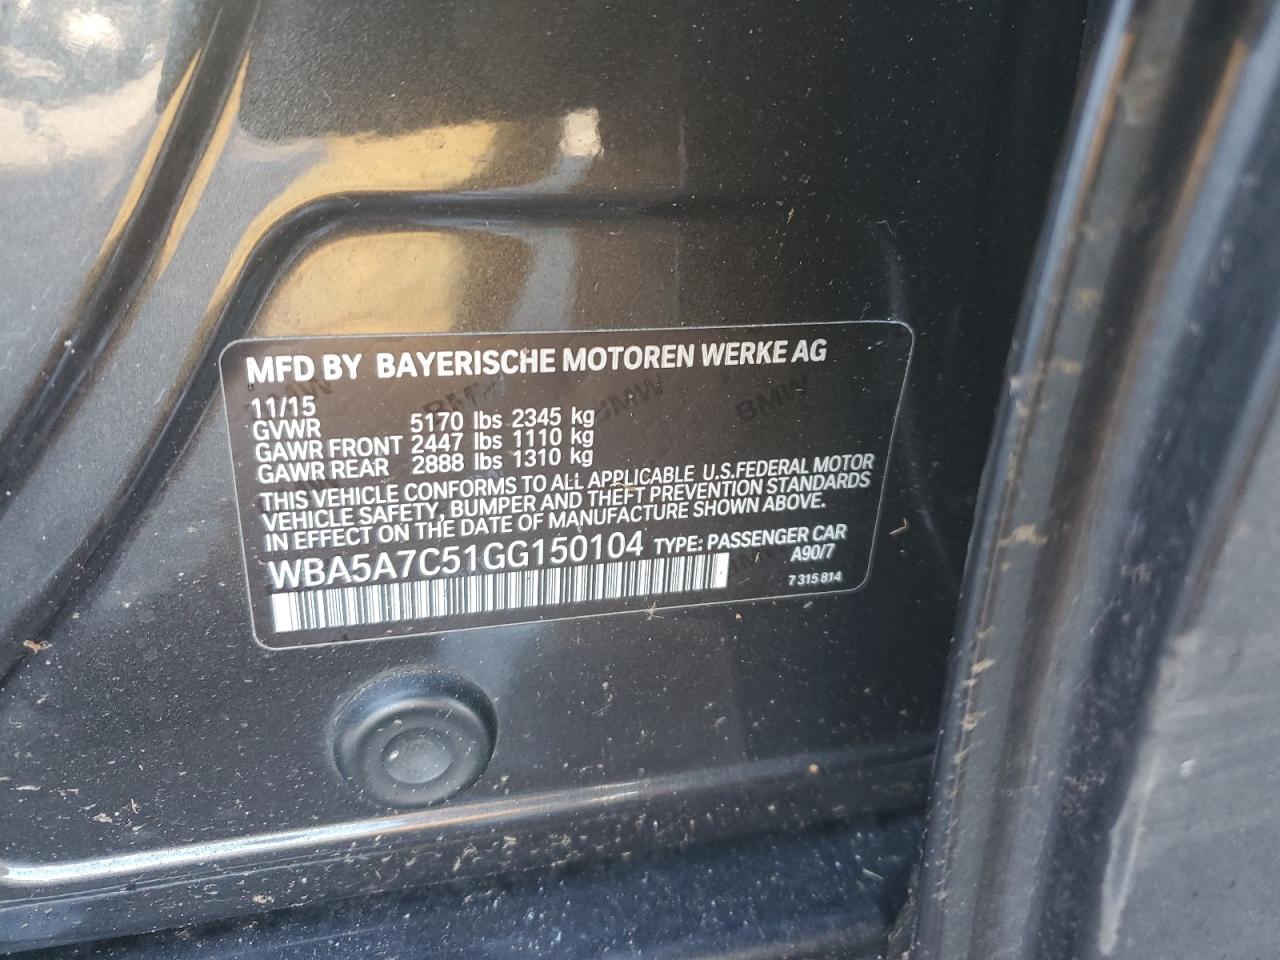 MFD BY BAYERISCHE MOTOREN WERKE AG
11/15
GVWR 5170 lbs 2345 kg
GAWR FRONT 2447 lbs 1110 kg
GAWR REAR 2888 lbs 1310 kg
THIS VEHICLE CONFORMS TO ALL APPLICABLE U.S.FEDERAL MOTOR
VEHICLE SAFETY, BUMPER AND THEFT PREVENTION STANDARDS
IN EFFECT ON THE DATE OF MANUFACTURE SHOWN ABOVE.
WBA5A7C51GG150104 TYPE: PASSENGER CAR
A90/7
7 315 814